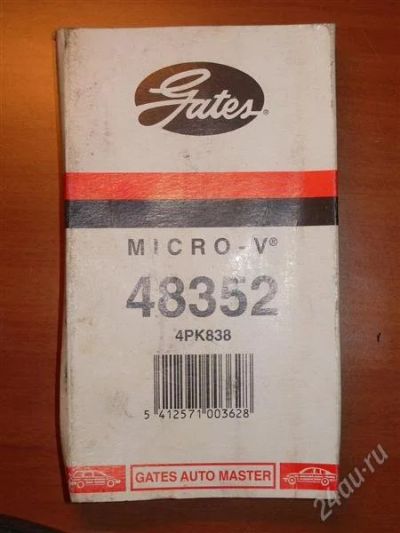 Gates®
MICRO-V®
48352
4PK838
5 412571 003628
GATES AUTO MASTER
24au.ru